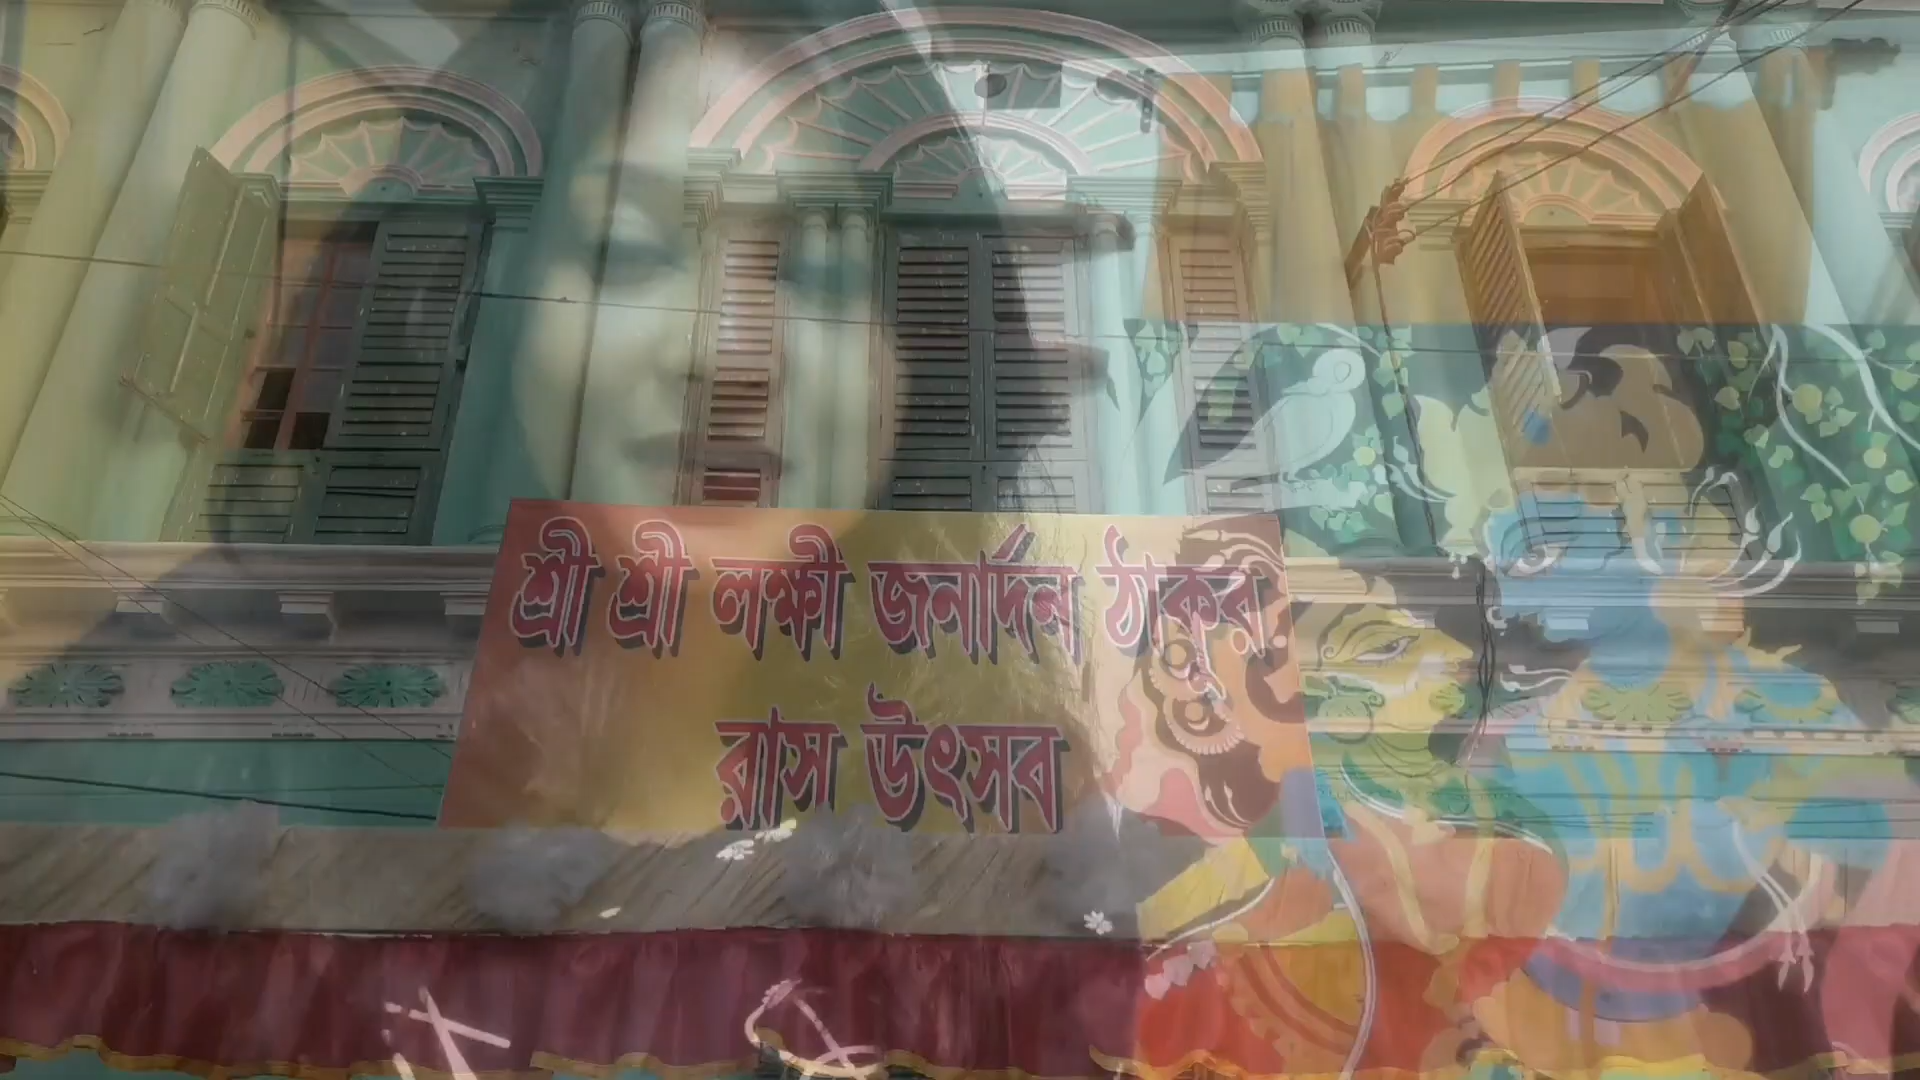 শ্রী শ্রী লক্ষী জনার্দন ঠাকুর
রাস উৎসব